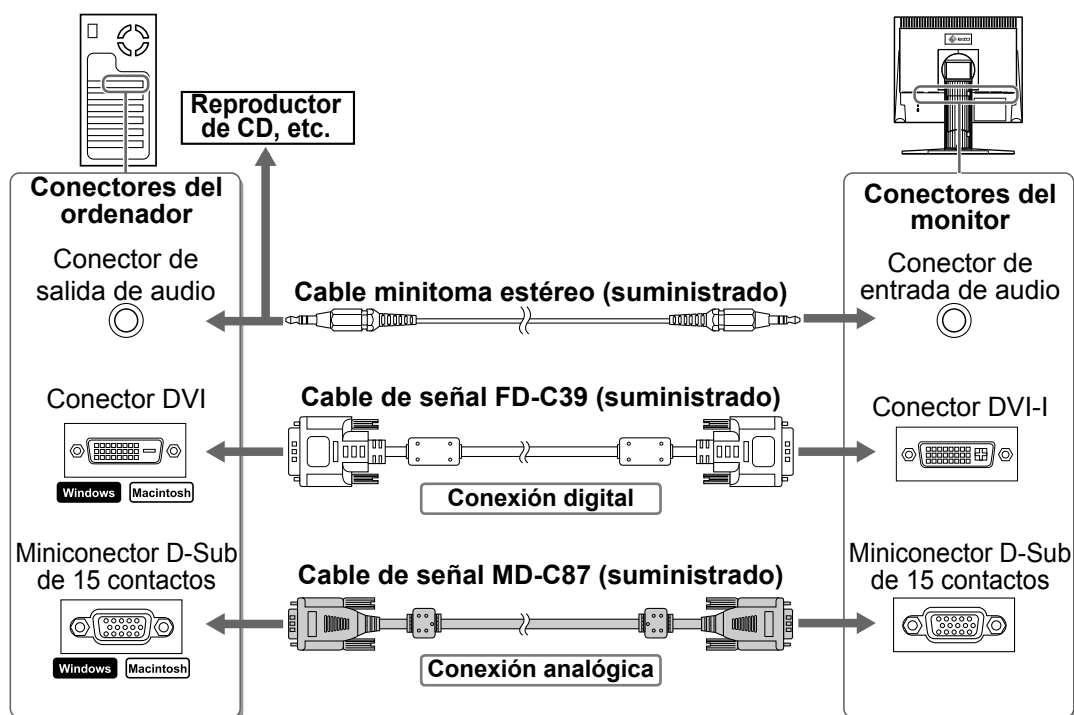 EIZO
Reproductor
de CD, etc.
Conectores del
ordenador
Conector de
salida de audio
Conector DVI
Windows Macintosh
Miniconector D-Sub
de 15 contactos
Windows Macintosh
Cable minitoma estéreo (suministrado)
Cable de señal FD-C39 (suministrado)
Conexión digital
Cable de señal MD-C87 (suministrado)
Conexión analógica
Conectores del
monitor
Conector de
entrada de audio
Conector DVI-I
Miniconector D-Sub
de 15 contactos